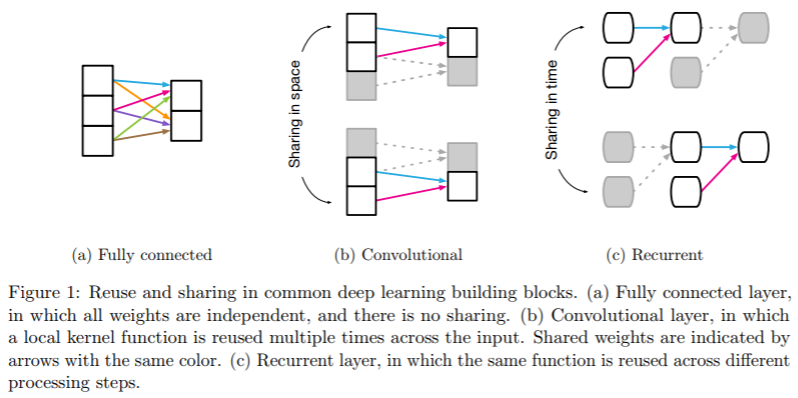 Sharing in space
Sharing in time
(a) Fully connected
(b) Convolutional
(c) Recurrent
Figure 1: Reuse and sharing in common deep learning building blocks. (a) Fully connected layer,
in which all weights are independent, and there is no sharing. (b) Convolutional layer, in which
a local kernel function is reused multiple times across the input. Shared weights are indicated by
arrows with the same color. (c) Recurrent layer, in which the same function is reused across different
processing steps.